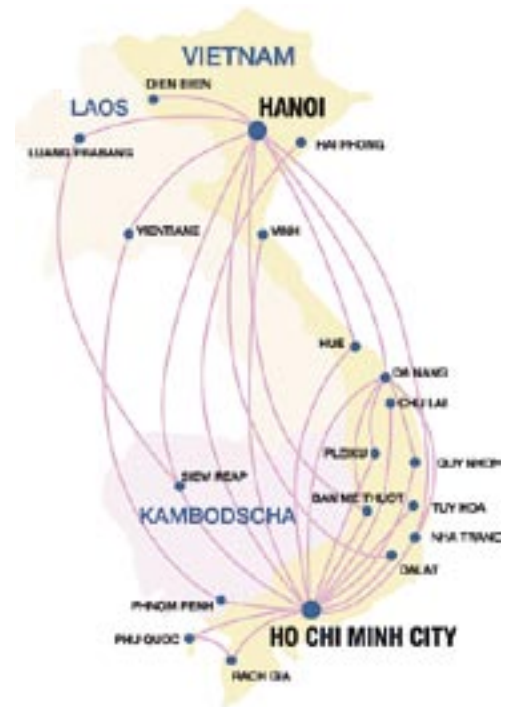 VIETNAM
DIEN BIEN
LAOS
HANOI
LUANG PRABANG
HAI PHONG
VIENTIANE
VINH
HUE
DA NANG
CHU LAI
PLEIKU
QUY NHON
SIEM REAP
BAN ME THUOT
TUY HOA
KAMBODSCHA
NHA TRANG
DALAT
PHNOM PENH
PHU QUOC
HO CHI MINH CITY
RACH GIA